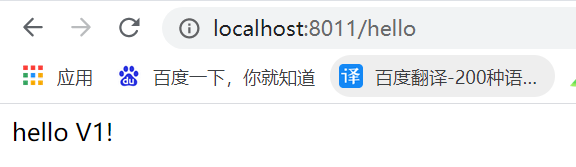 localhost:8011/hello
应用 du 百度一下，你就知道 译 百度翻译-200种语...
hello V1!